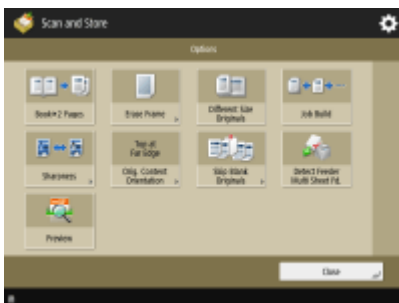 Scan and Store
Options
Book➞2 Pages
Erase Frame
Different Size
Originals
Job Build
Sharpness
Top at
Far Edge
Orig. Content
Orientation
Skip Blank
Originals
Detect Feeder
Multi Sheet Fd.
Preview
Close